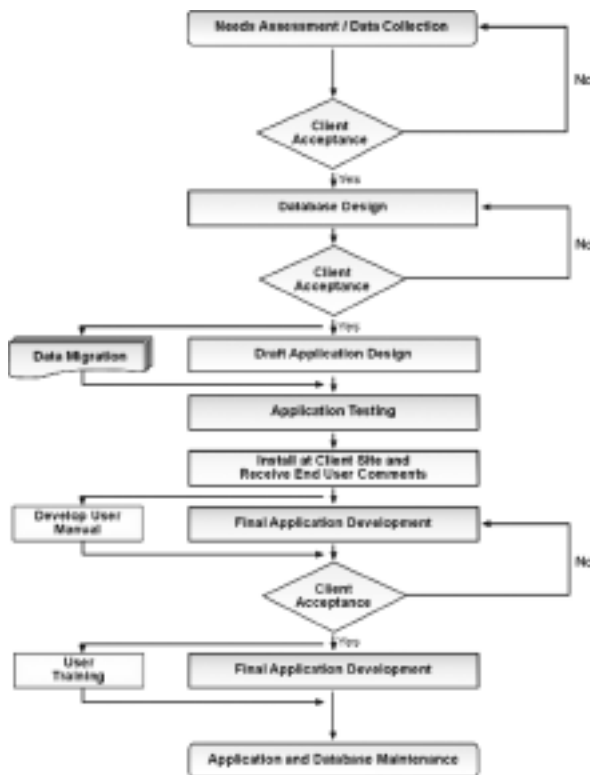 Needs Assessment / Data Collection
No
Client
Acceptance
Yes
Database Design
No
Client
Acceptance
Yes
Data Migration
Draft Application Design
Application Testing
Install at Client Site and
Receive End User Comments
Develop User
Manual
Final Application Development
No
Client
Acceptance
Yes
User
Training
Final Application Development
Application and Database Maintenance